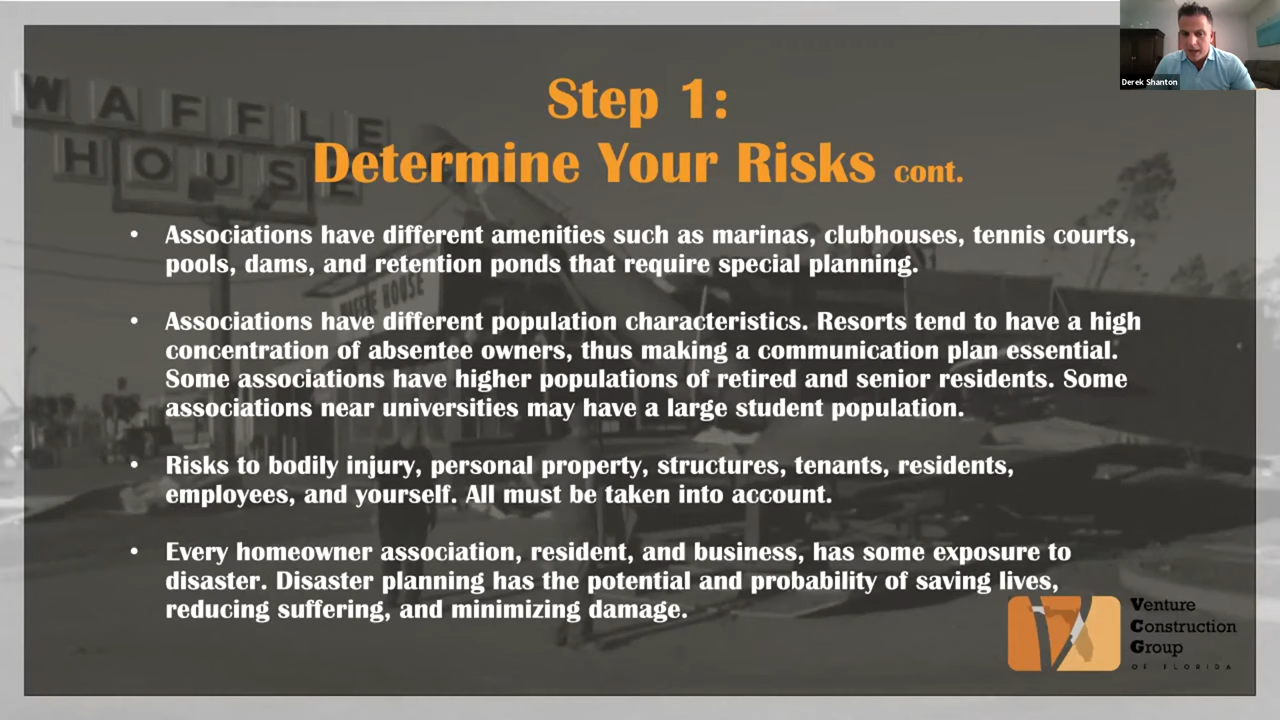 Derek Shanton
WAFFLE
HOUSE
Step 1:
Determine Your Risks cont.
• Associations have different amenities such as marinas, clubhouses, tennis courts,
pools, dams, and retention ponds that require special planning.
WAFFLE HOUSE
• Associations have different population characteristics. Resorts tend to have a high
concentration of absentee owners, thus making a communication plan essential.
Some associations have higher populations of retired and senior residents. Some
associations near universities may have a large student population.
• Risks to bodily injury, personal property, structures, tenants, residents,
employees, and yourself. All must be taken into account.
• Every homeowner association, resident, and business, has some exposure to
disaster. Disaster planning has the potential and probability of saving lives,
reducing suffering, and minimizing damage.
Venture
Construction
Group
OF FLORIDA